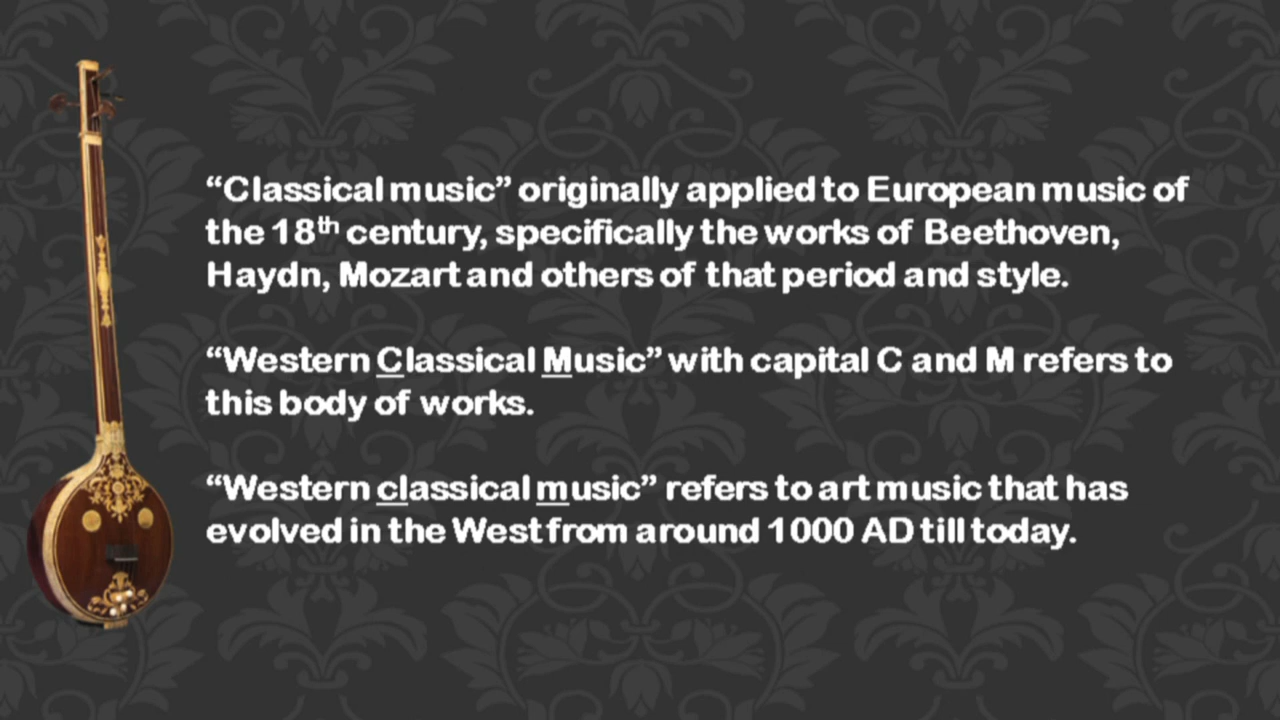 “Classical music” originally applied to European music of
the 18th century, specifically the works of Beethoven,
Haydn, Mozart and others of that period and style.
“Western Classical Music” with capital C and M refers to
this body of works.
“Western classical music” refers to art music that has
evolved in the West from around 1000 AD till today.